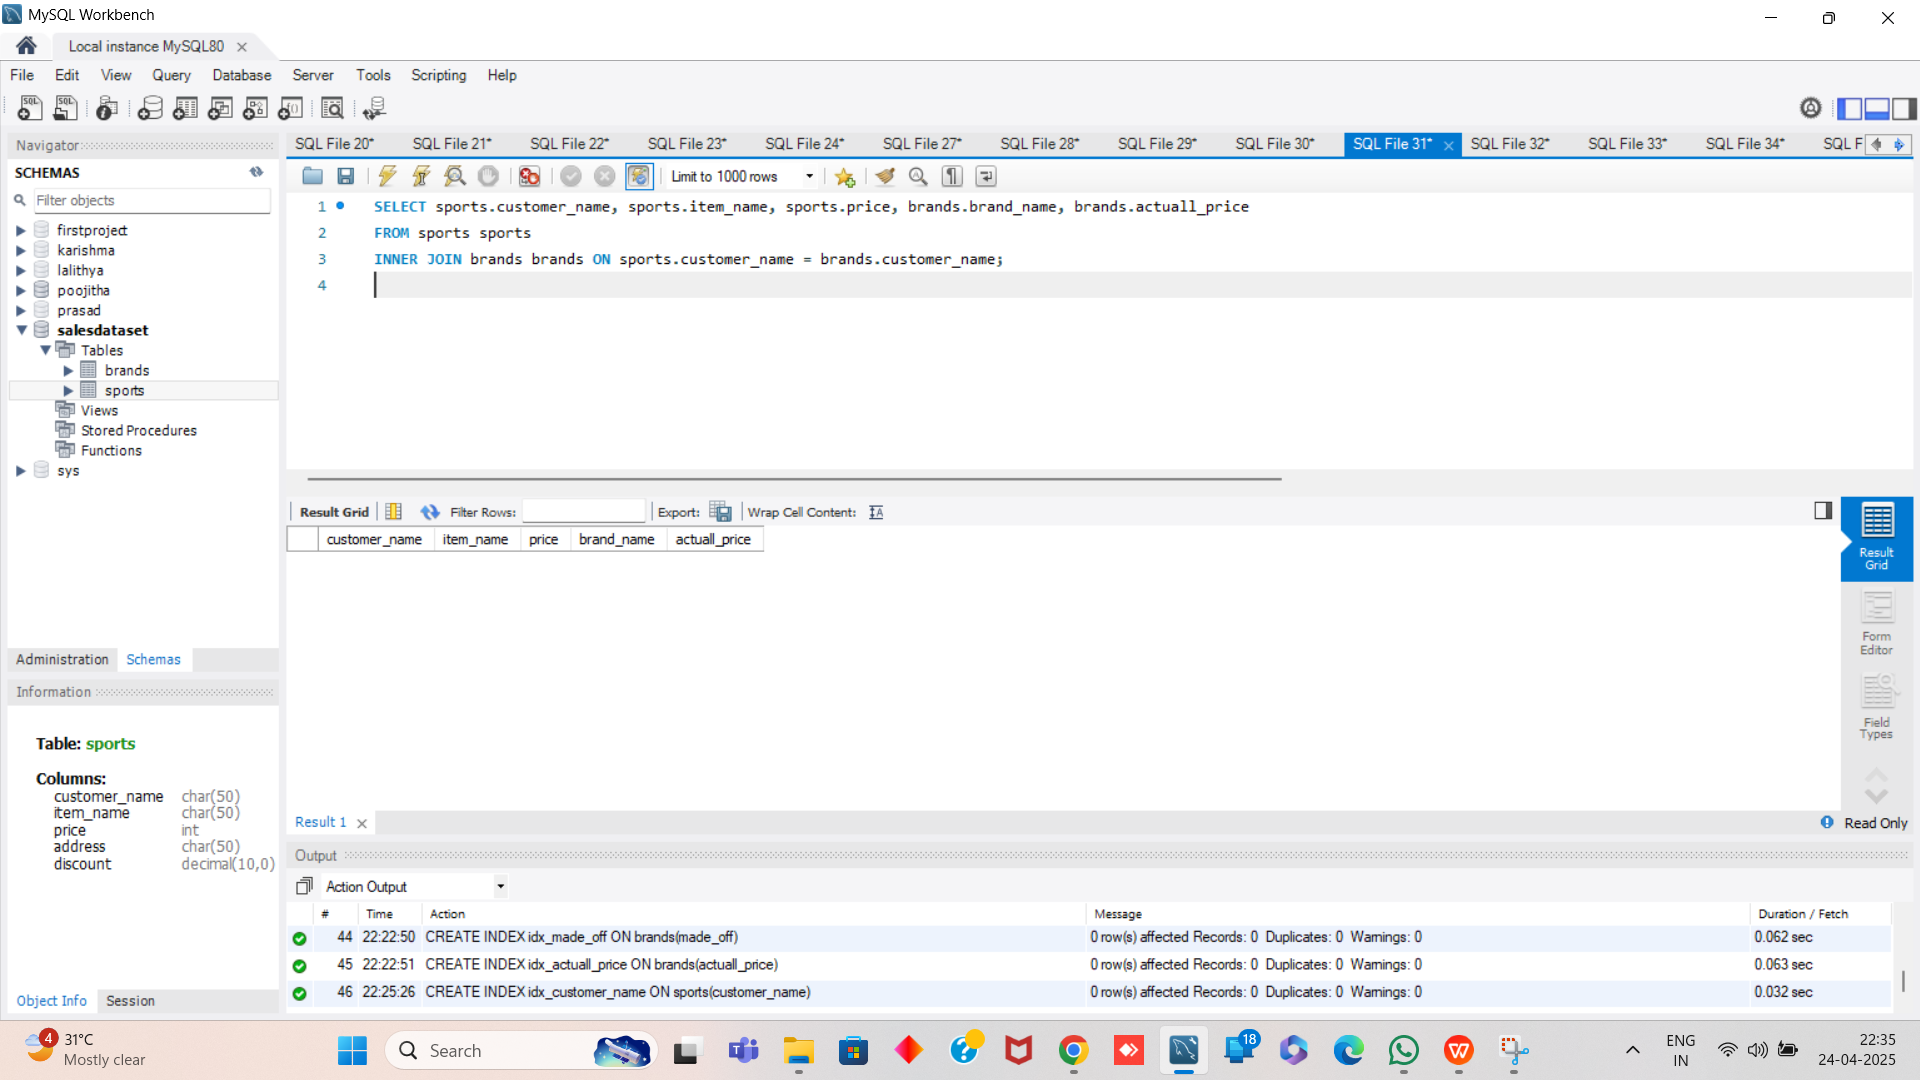 MySQL Workbench
Local instance MySQL80
File Edit View Query Database Server Tools Scripting Help
Navigator
SCHEMAS
Filter objects
firstproject
karishma
lalithya
poojitha
prasad
salesdataset
Tables
brands
sports
Views
Stored Procedures
Functions
sys
Administration Schemas
Information
Table: sports
Columns:
customer_name char(50)
item_name char(50)
price int
address char(50)
discount decimal(10,0)
Object Info Session
SQL File 20* SQL File 21* SQL File 22* SQL File 23* SQL File 24* SQL File 27* SQL File 28* SQL File 29* SQL File 30* SQL File 31* SQL File 32* SQL File 33* SQL File 34* SQL F
Limit to 1000 rows
1 SELECT sports.customer_name, sports.item_name, sports.price, brands.brand_name, brands.actuall_price
2 FROM sports sports
3 INNER JOIN brands brands ON sports.customer_name = brands.customer_name;
4
Result Grid Filter Rows: Export: Wrap Cell Content:
customer_name item_name price brand_name actuall_price
Result
Grid
Form
Editor
Field
Types
Result 1
Read Only
Output
Action Output
# Time Action Message Duration / Fetch
44 22:22:50 CREATE INDEX idx_made_off ON brands(made_off) 0 row(s) affected Records: 0 Duplicates: 0 Warnings: 0 0.062 sec
45 22:22:51 CREATE INDEX idx_actuall_price ON brands(actuall_price) 0 row(s) affected Records: 0 Duplicates: 0 Warnings: 0 0.063 sec
46 22:25:26 CREATE INDEX idx_customer_name ON sports(customer_name) 0 row(s) affected Records: 0 Duplicates: 0 Warnings: 0 0.032 sec
4
31°C
Mostly clear
Search
18
ENG
IN
22:35
24-04-2025